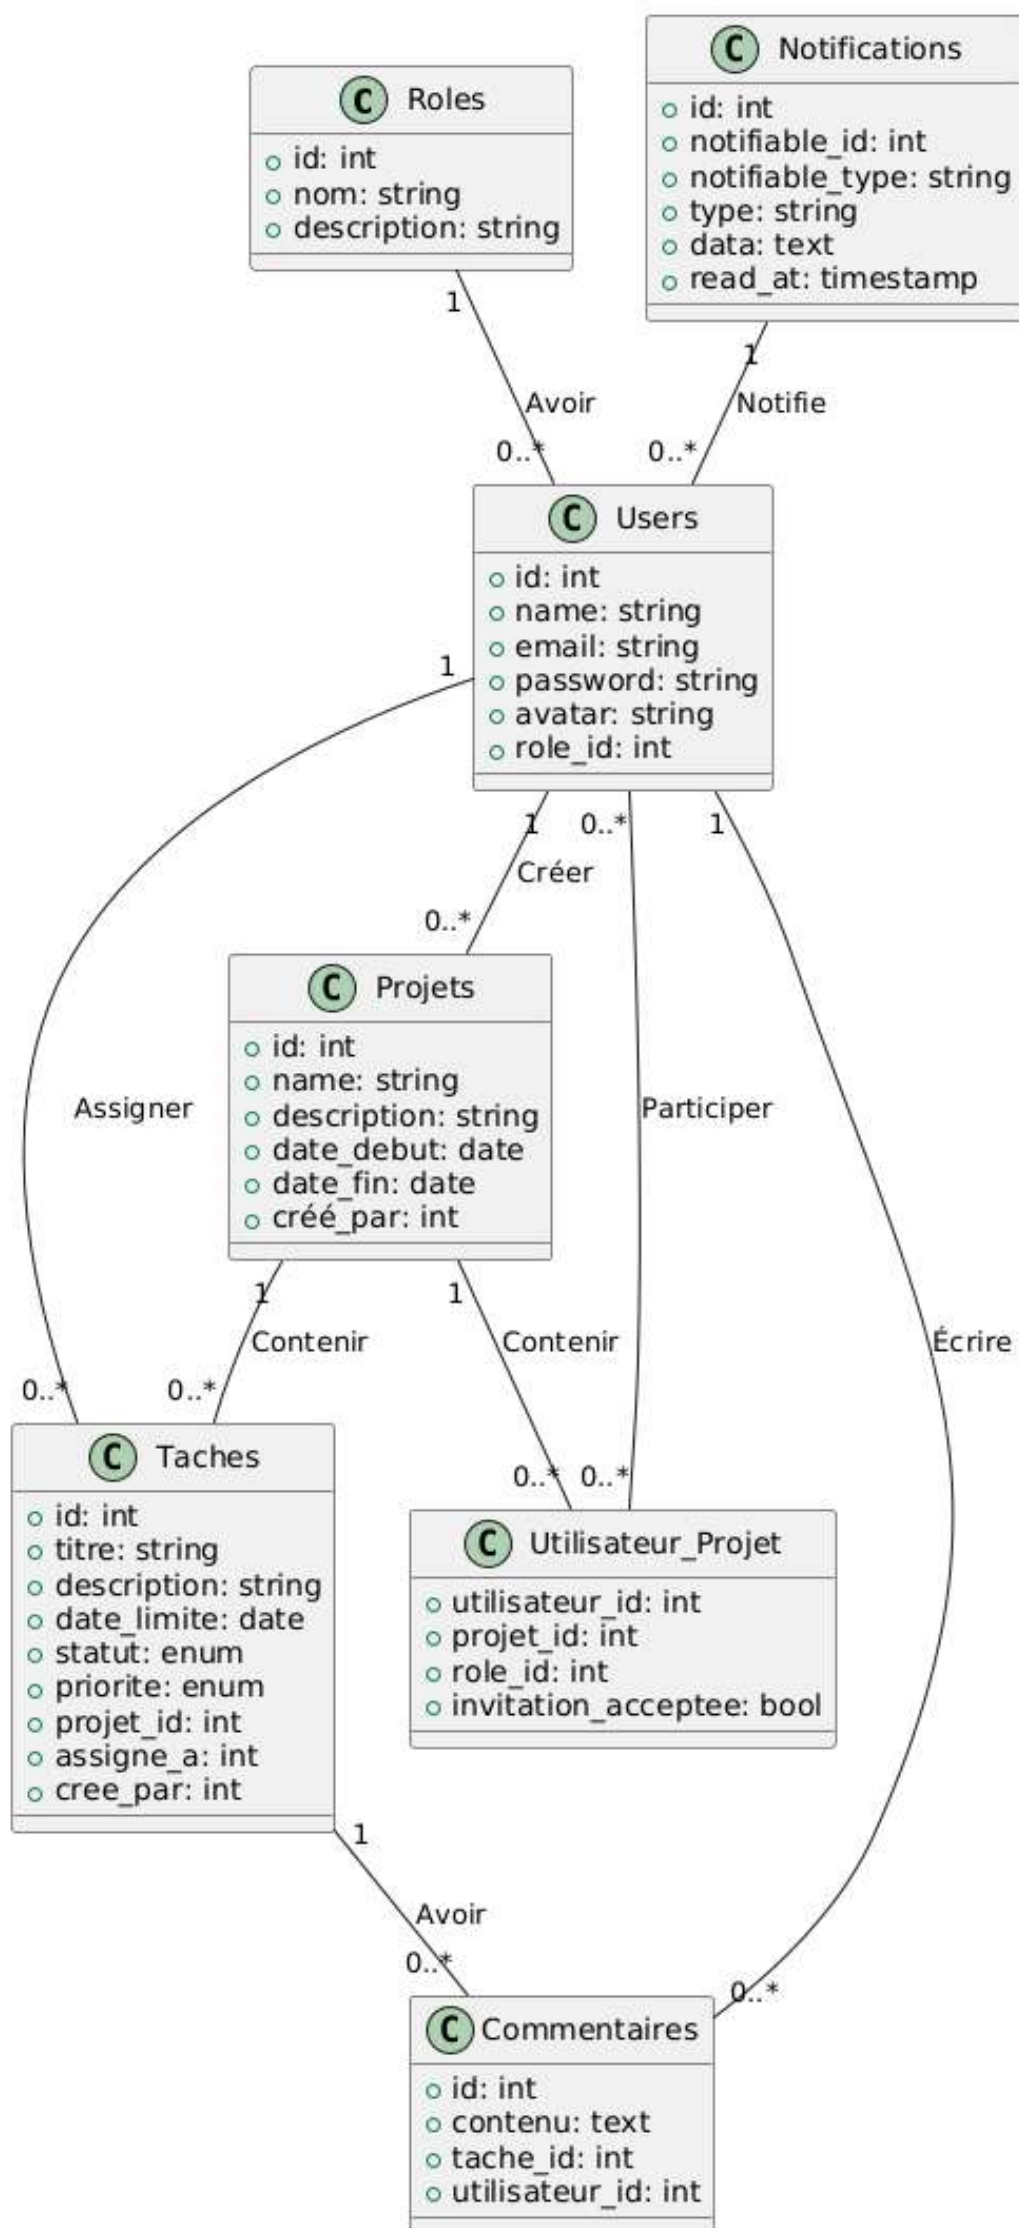 C Roles
id: int
nom: string
description: string
C Notifications
id: int
notifiable_id: int
notifiable_type: string
type: string
data: text
read_at: timestamp
1
1
Avoir
Notifie
0..*
0..*
C Users
id: int
name: string
email: string
password: string
avatar: string
role_id: int
1
1
0..*
1
Créer
0..*
C Projets
id: int
name: string
description: string
date_debut: date
date_fin: date
créé_par: int
Assigner
Participer
1
1
Contenir
Contenir
Écrire
0..*
0..*
C Taches
id: int
titre: string
description: string
date_limite: date
statut: enum
priorite: enum
projet_id: int
assigne_a: int
cree_par: int
0..*
0..*
C Utilisateur_Projet
utilisateur_id: int
projet_id: int
role_id: int
invitation_acceptee: bool
1
Avoir
0..*
0..*
C Commentaires
id: int
contenu: text
tache_id: int
utilisateur_id: int